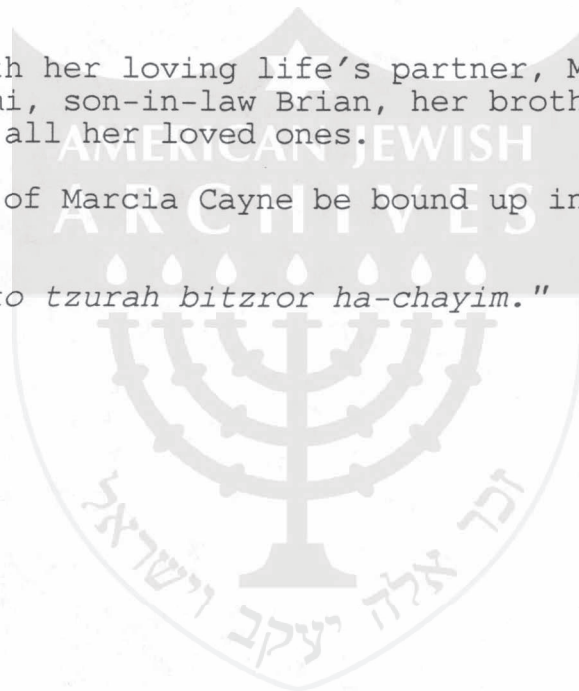 her loving life's partner, M
son-in-law Brian, her broth
all her loved ones.
AMERICAN JEWISH
of Marcia Cayne be bound up in
ARCHIVES
tzurah bitzror ha-chayim."
זכר אלה יעקב וישראל